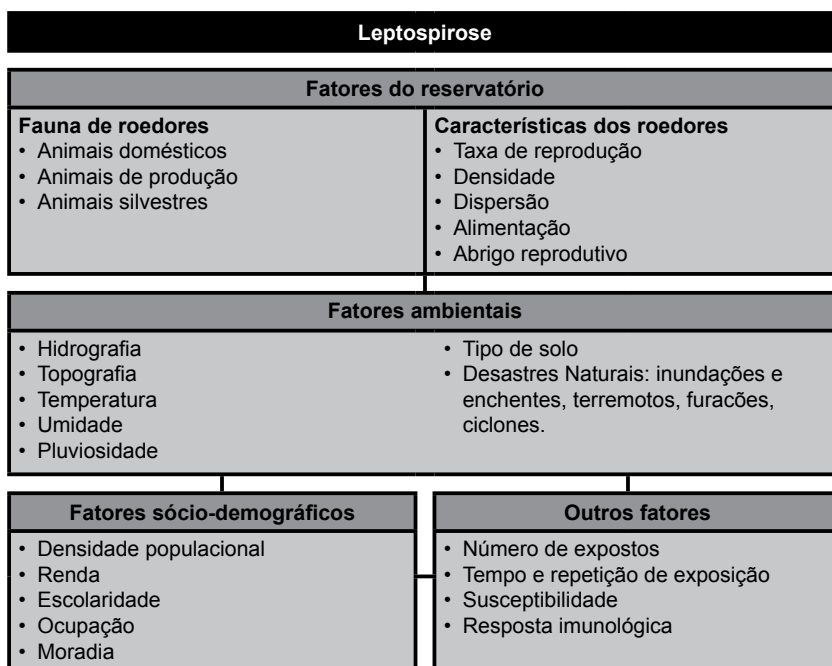 Leptospirose
Fatores do reservatório
Fauna de roedores
• Animais domésticos
• Animais de produção
• Animais silvestres
Características dos roedores
• Taxa de reprodução
• Densidade
• Dispersão
• Alimentação
• Abrigo reprodutivo
Fatores ambientais
• Hidrografia
• Topografia
• Temperatura
• Umidade
• Pluviosidade
• Tipo de solo
• Desastres Naturais: inundações e
enchentes, terremotos, furacões,
ciclones.
Fatores sócio-demográficos
• Densidade populacional
• Renda
• Escolaridade
• Ocupação
• Moradia
Outros fatores
• Número de expostos
• Tempo e repetição de exposição
• Susceptibilidade
• Resposta imunológica